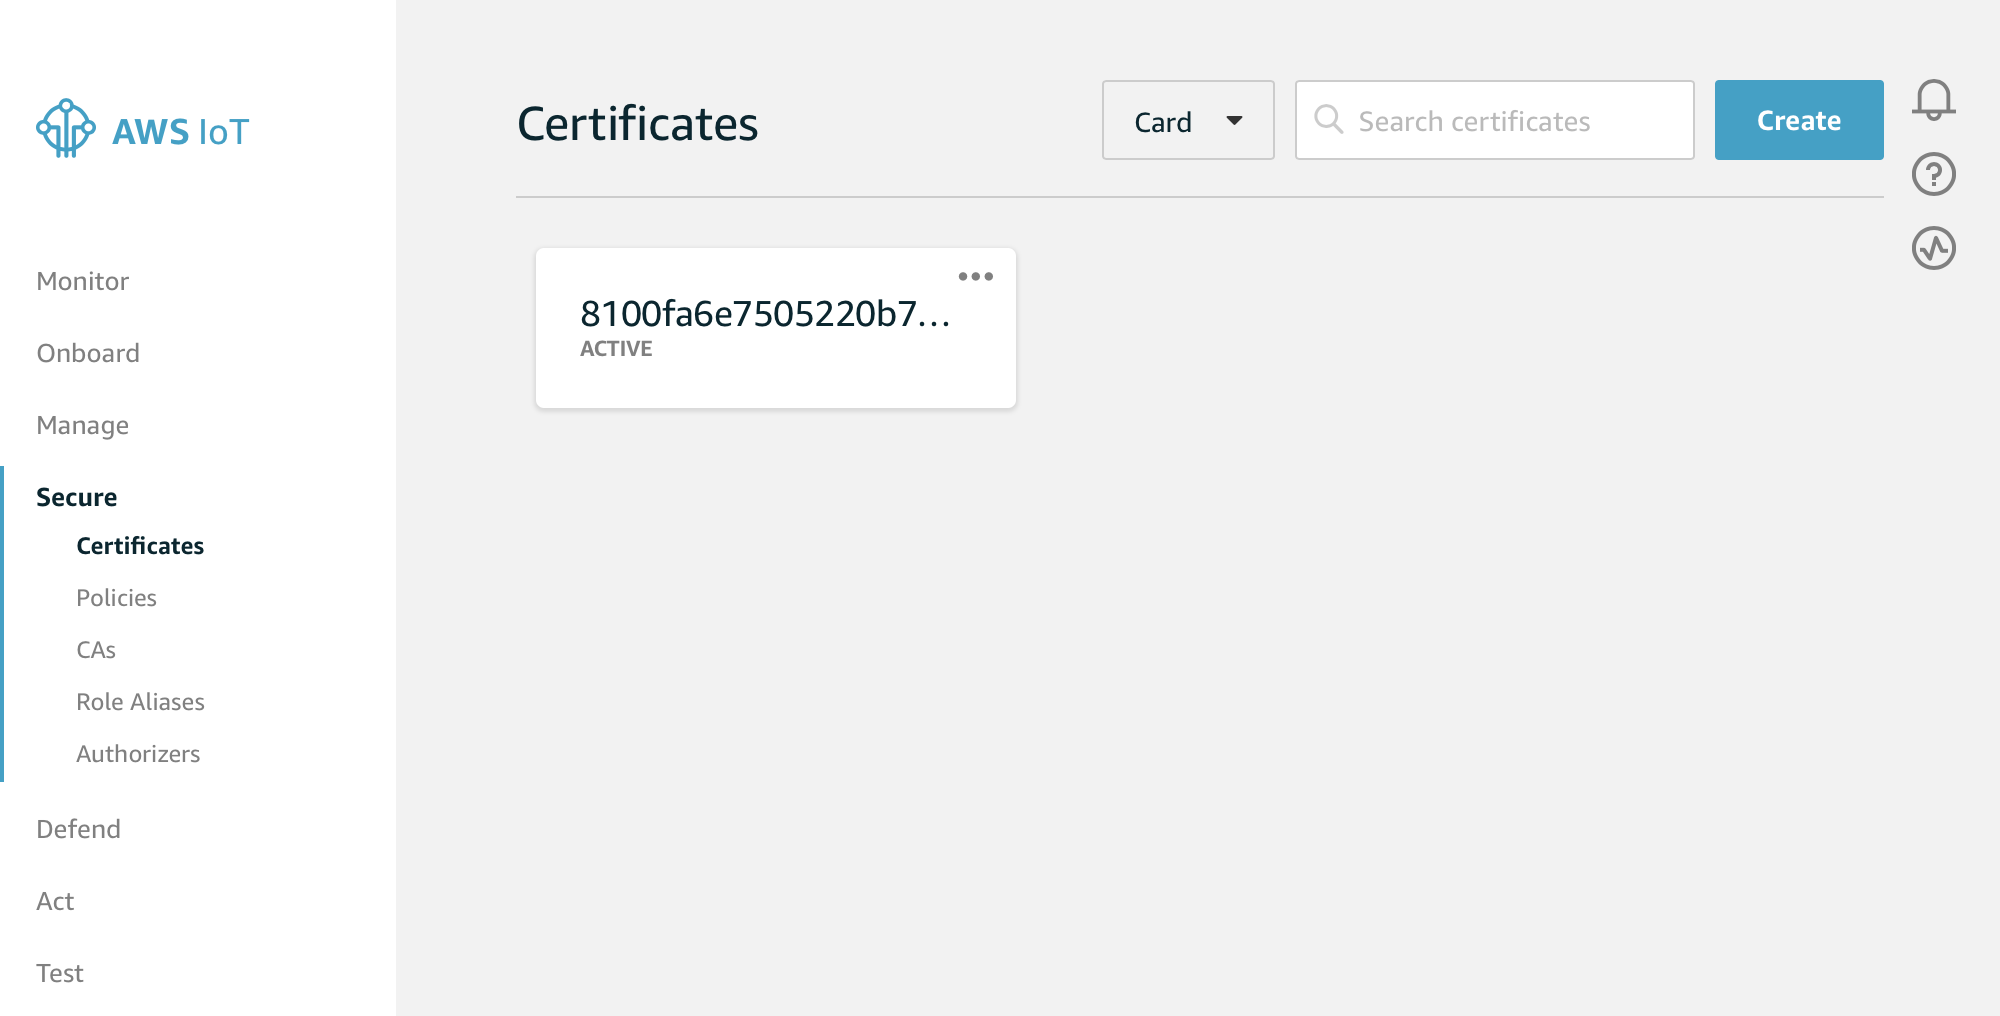 AWS IoT
Monitor
Onboard
Manage
Secure
Certificates
Policies
CAs
Role Aliases
Authorizers
Defend
Act
Test
Certificates
Card
Search certificates
Create
8100fa6e7505220b7...
ACTIVE